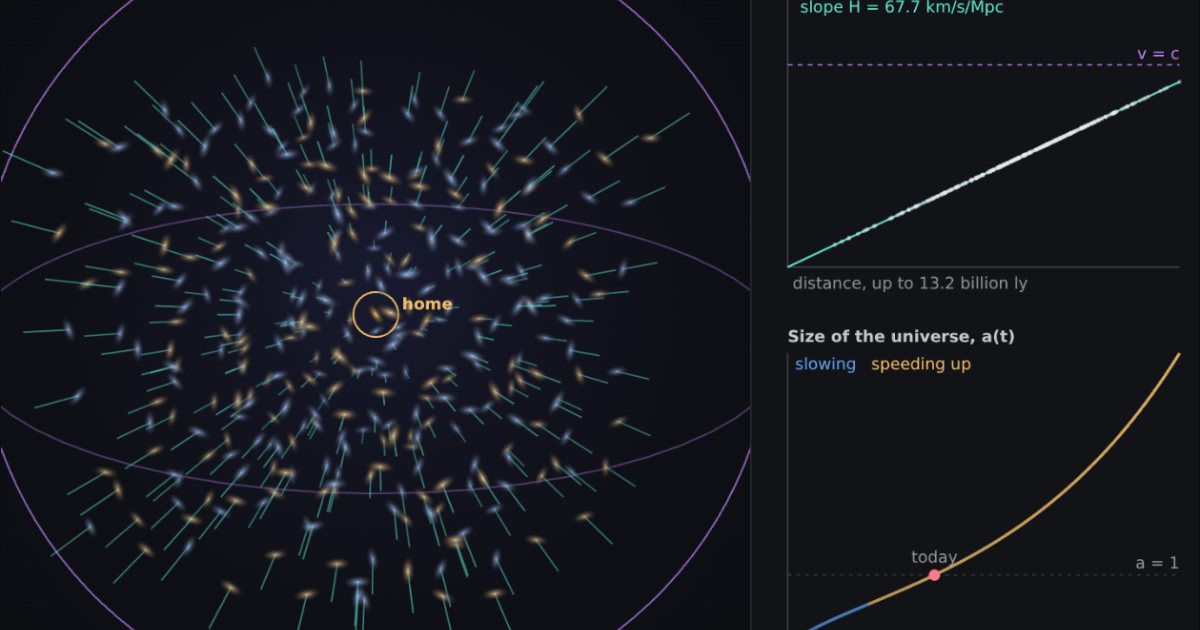 home
slope H = 67.7 km/s/Mpc
v = c
distance, up to 13.2 billion ly
Size of the universe, a(t)
slowing speeding up
today
a = 1